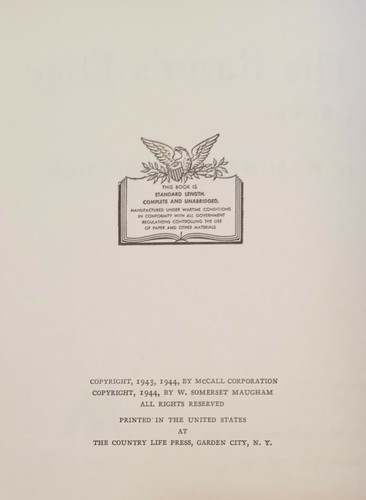 THIS BOOK IS
STANDARD LENGTH,
COMPLETE AND UNABRIDGED,
MANUFACTURED UNDER WARTIME CONDITIONS
IN CONFORMITY WITH ALL GOVERNMENT
REGULATIONS CONTROLLING THE USE
OF PAPER AND OTHER MATERIALS
COPYRIGHT, 1943, 1944, BY McCALL CORPORATION
COPYRIGHT, 1944, BY W. SOMERSET MAUGHAM
ALL RIGHTS RESERVED
PRINTED IN THE UNITED STATES
AT
THE COUNTRY LIFE PRESS, GARDEN CITY, N. Y.